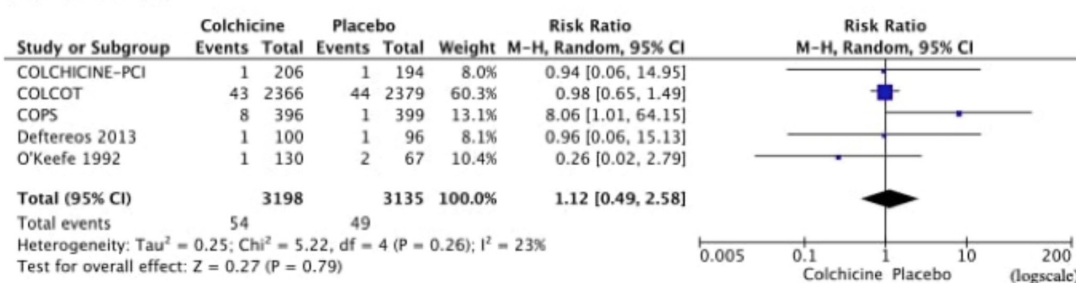 Colchicine Placebo Risk Ratio Risk Ratio
Study or Subgroup Events Total Events Total Weight M-H, Random, 95% CI M-H, Random, 95% CI
COLCHICINE-PCI 1 206 1 194 8.0% 0.94 [0.06, 14.95]
COLCOT 43 2366 44 2379 60.3% 0.98 [0.65, 1.49]
COPS 8 396 1 399 13.1% 8.06 [1.01, 64.15]
Deftereos 2013 1 100 1 96 8.1% 0.96 [0.06, 15.13]
O'Keefe 1992 1 130 2 67 10.4% 0.26 [0.02, 2.79]
Total (95% CI) 3198 3135 100.0% 1.12 [0.49, 2.58]
Total events 54 49
Heterogeneity: Tau² = 0.25; Chi² = 5.22, df = 4 (P = 0.26); I² = 23%
Test for overall effect: Z = 0.27 (P = 0.79)
0.005 0.1 1 10 200
Colchicine Placebo (logscale)